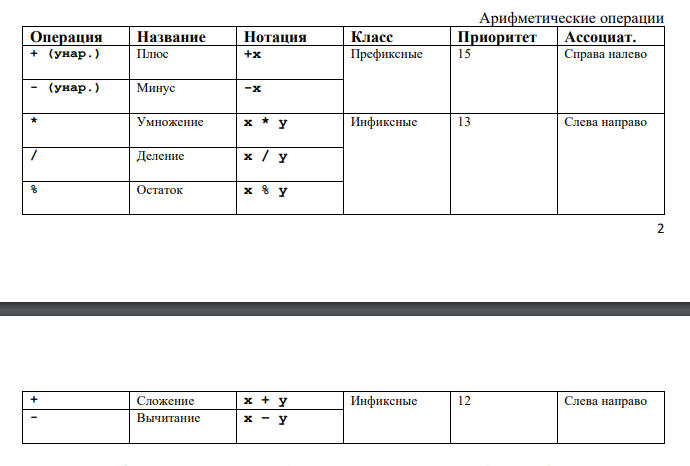 Арифметические операции
Операция Название Нотация Класс Приоритет Ассоциат.
+ (унар.) Плюс +x Префиксные 15 Справа налево
- (унар.) Минус -x
* Умножение x * y Инфиксные 13 Слева направо
/ Деление x / y
% Остаток x % y
2
+ Сложение x + y Инфиксные 12 Слева направо
- Вычитание x – y